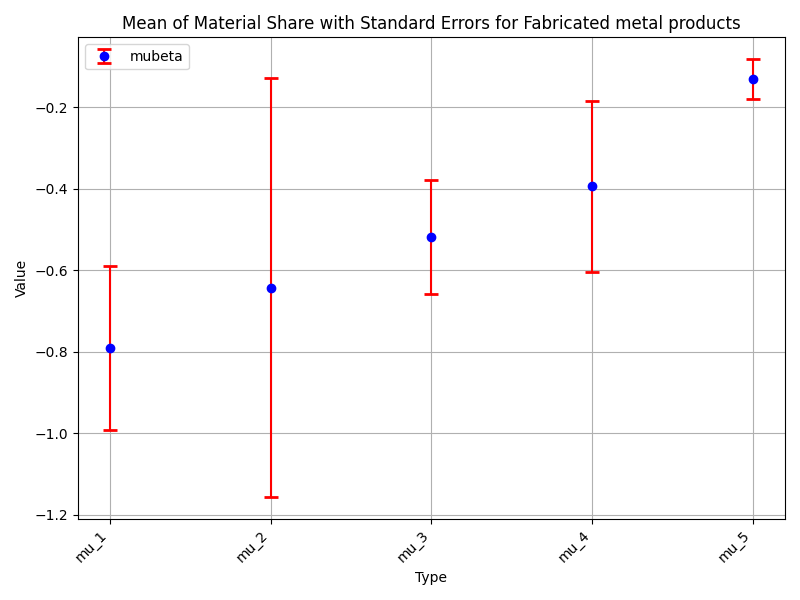 Mean of Material Share with Standard Errors for Fabricated metal products
mubeta
−0.2
−0.4
−0.6
−0.8
−1.0
−1.2
Value
mu_1
mu_2
mu_3
mu_4
mu_5
Type